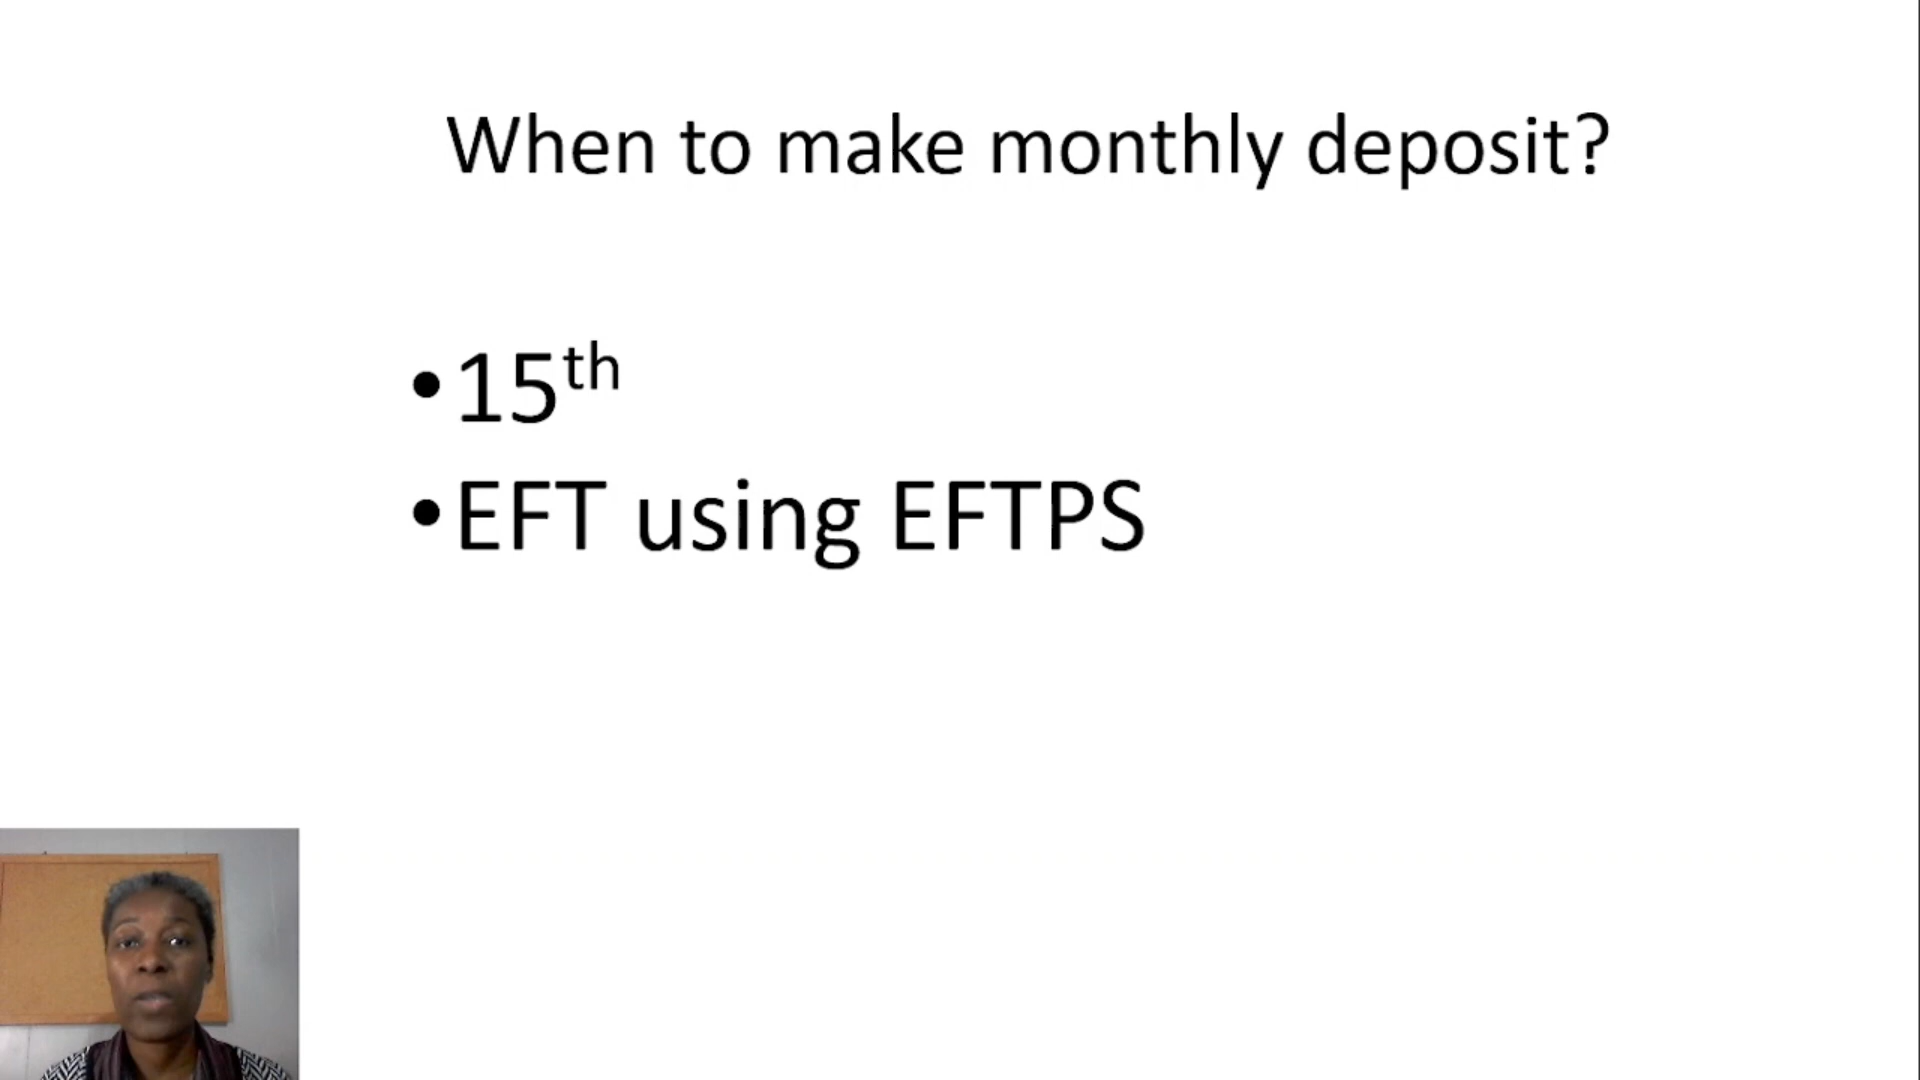 When to make monthly deposit?
•15th
•EFT using EFTPS